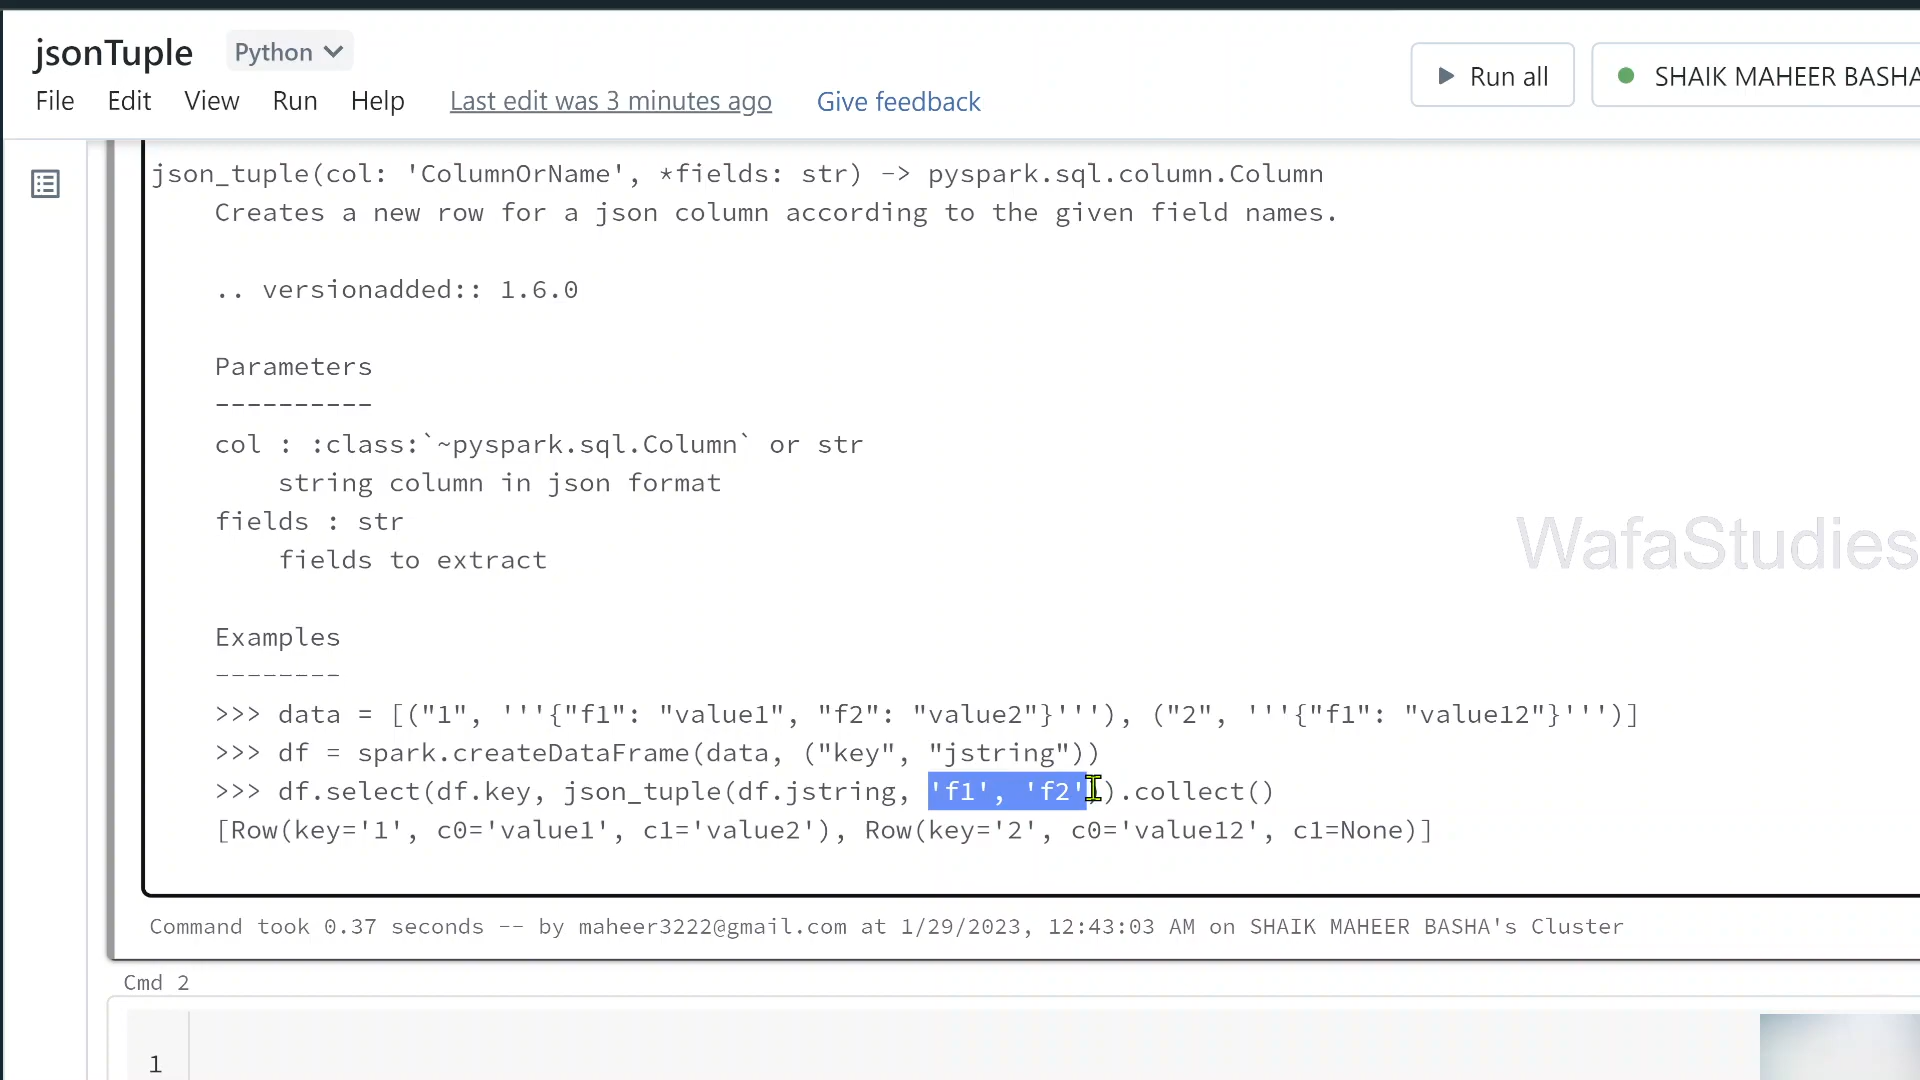 jsonTuple Python
Run all SHAIK MAHEER BASHA
File Edit View Run Help Last edit was 3 minutes ago Give feedback
json_tuple(col: 'ColumnOrName', *fields: str) -> pyspark.sql.column.Column
Creates a new row for a json column according to the given field names.
.. versionadded:: 1.6.0
Parameters
----------
col : :class:`~pyspark.sql.Column` or str
string column in json format
fields : str
fields to extract
WafaStudies
Examples
--------
>>> data = [("1", '''{"f1": "value1", "f2": "value2"}'''), ("2", '''{"f1": "value12"}''')]
>>> df = spark.createDataFrame(data, ("key", "jstring"))
>>> df.select(df.key, json_tuple(df.jstring, 'f1', 'f2')).collect()
[Row(key='1', c0='value1', c1='value2'), Row(key='2', c0='value12', c1=None)]
Command took 0.37 seconds -- by maheer3222@gmail.com at 1/29/2023, 12:43:03 AM on SHAIK MAHEER BASHA's Cluster
Cmd 2
1